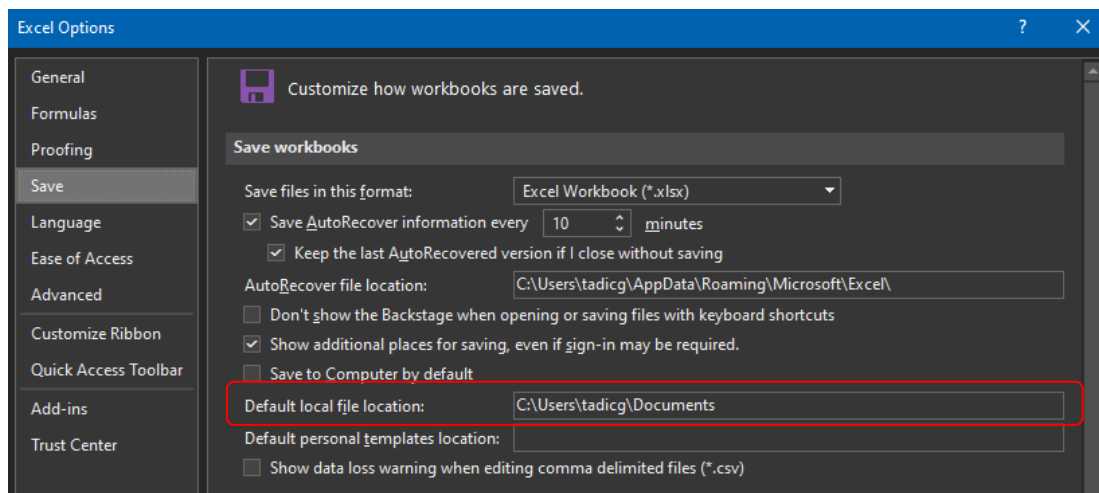 Excel Options
?
General
Formulas
Proofing
Save
Language
Ease of Access
Advanced
Customize Ribbon
Quick Access Toolbar
Add-ins
Trust Center
Customize how workbooks are saved.
Save workbooks
Save files in this format: Excel Workbook (*.xlsx)
Save AutoRecover information every 10 minutes
Keep the last AutoRecovered version if I close without saving
AutoRecover file location: C:\Users\tadicg\AppData\Roaming\Microsoft\Excel\
Don't show the Backstage when opening or saving files with keyboard shortcuts
Show additional places for saving, even if sign-in may be required.
Save to Computer by default
Default local file location: C:\Users\tadicg\Documents
Default personal templates location:
Show data loss warning when editing comma delimited files (*.csv)